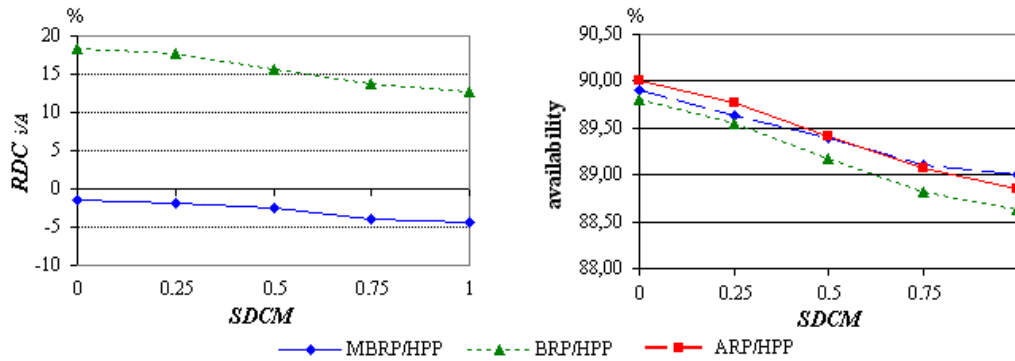 %
20
15
10
5
0
-5
-10
RDC i/A
0 0.25 0.5 0.75 1
SDCM
%
90,50
90,00
89,50
89,00
88,50
88,00
availability
0 0.25 0.5 0.75
SDCM
MBRP/HPP BRP/HPP ARP/HPP